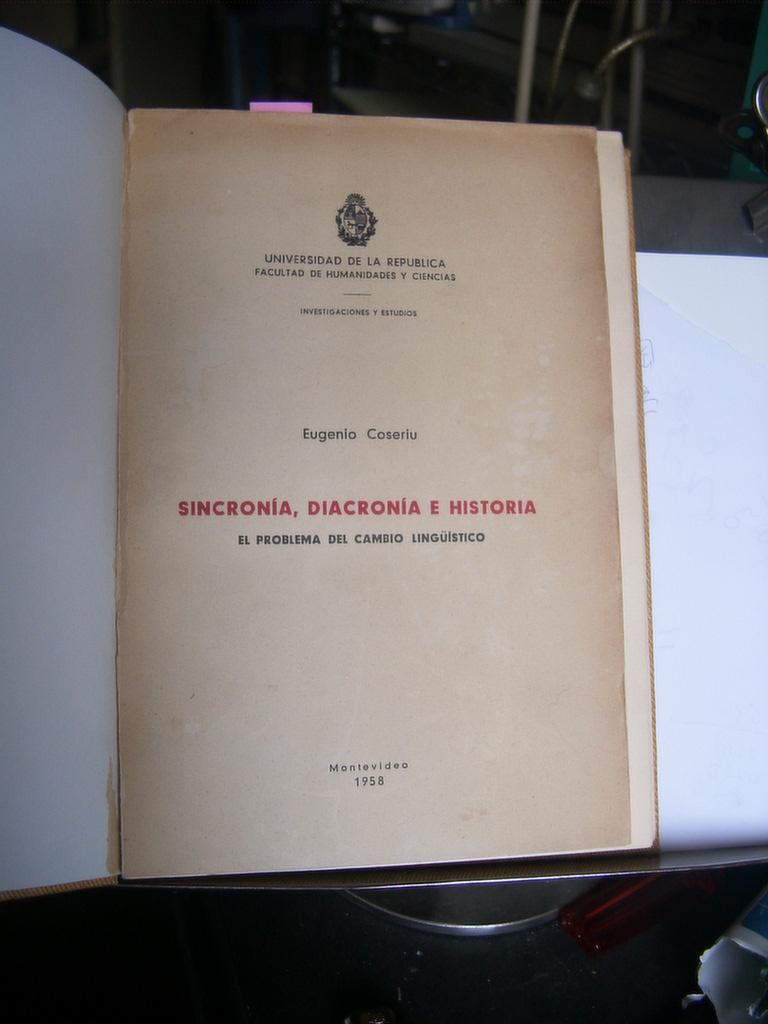 UNIVERSIDAD DE LA REPUBLICA
FACULTAD DE HUMANIDADES Y CIENCIAS
INVESTIGACIONES Y ESTUDIOS
Eugenio Coseriu
SINCRONÍA, DIACRONÍA E HISTORIA
EL PROBLEMA DEL CAMBIO LINGÜÍSTICO
Montevideo
1958